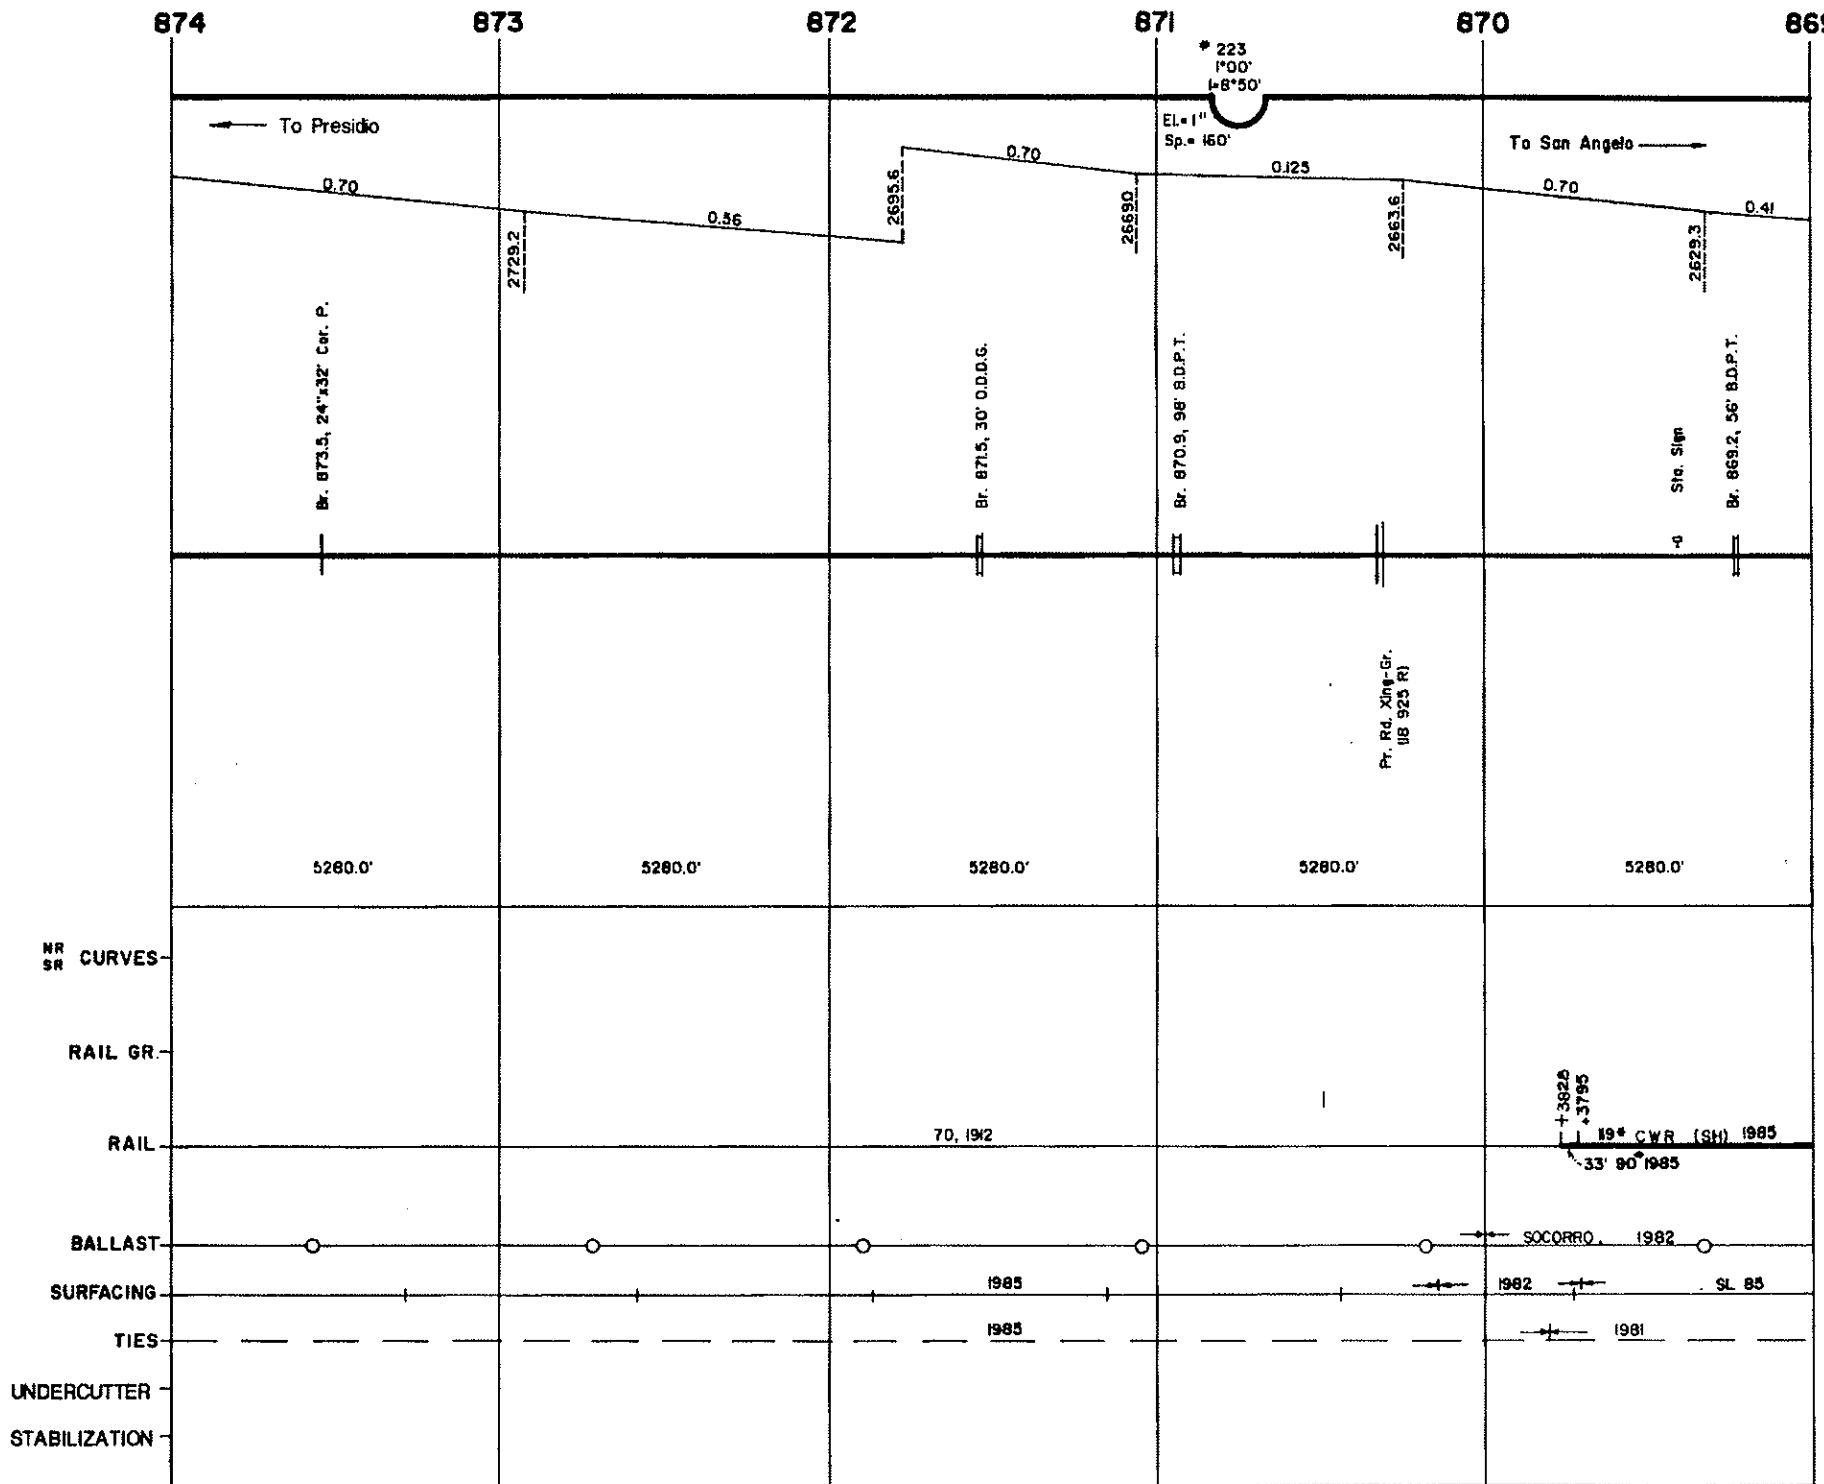 874 873 872 871 870 869
# 223
1°00'
I=8°50'
El.= 1"
Sp.= 160'
To Presidio
To San Angelo
0.70
0.56
0.70
0.125
0.70
0.41
2729.2
2695.6
2669.0
2663.6
2629.3
Br. 873.5, 24"x32' Cor. P.
Br. 871.5, 30' O.D.D.G.
Br. 870.9, 98' B.D.P.T.
Sta. Sign
Br. 869.2, 56' B.D.P.T.
Pr. Rd. Xing-Gr.
(18 925 R)
5280.0' 5280.0' 5280.0' 5280.0' 5280.0'
NR
SR
CURVES
RAIL GR.
+3828
+3795
RAIL
70, 1912
119# CWR (SH) 1985
33' 90# 1985
BALLAST
SOCORRO, 1982
SURFACING
1985
1982
SL 85
TIES
1985
1981
UNDERCUTTER
STABILIZATION